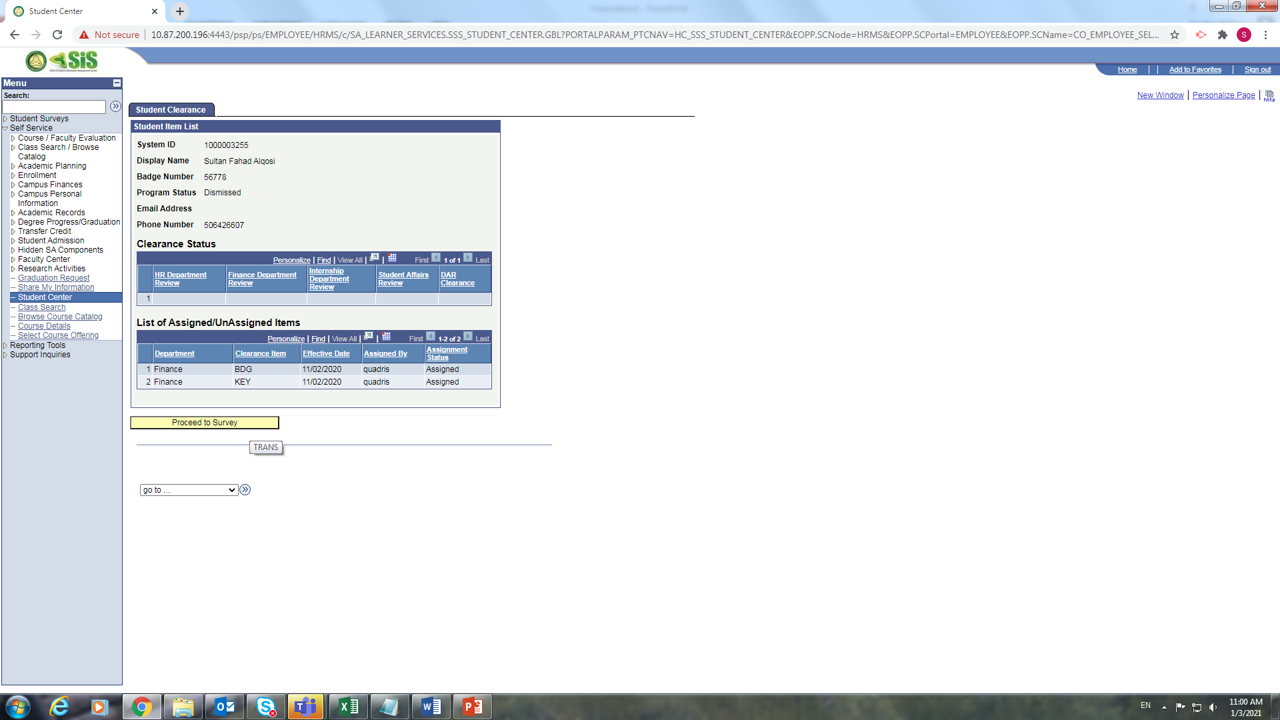 Student Center
Not secure
10.87.200.196:4443/psp/ps/EMPLOYEE/HRMS/c/SA_LEARNER_SERVICES.SSS_STUDENT_CENTER.GBL?PORTALPARAM_PTCNAV=HC_SSS_STUDENT_CENTER&EOPP.SCNode=HRMS&EOPP.SCPortal=EMPLOYEE&EOPP.SCName=CO_EMPLOYEE_SEL...
S
SiS
Home | | Add to Favorites | Sign out
Menu
Search:
Student Surveys
Self Service
Course / Faculty Evaluation
Class Search / Browse
Catalog
Academic Planning
Enrollment
Campus Finances
Campus Personal
Information
Academic Records
Degree Progress/Graduation
Transfer Credit
Student Admission
Hidden SA Components
Faculty Center
Research Activities
– Graduation Request
– Share My Information
– Student Center
– Class Search
– Browse Course Catalog
– Course Details
– Select Course Offering
Reporting Tools
Support Inquiries
New Window | Personalize Page |
http
Student Clearance
Student Item List
System ID 1000003255
Display Name Sultan Fahad Alqosi
Badge Number 56778
Program Status Dismissed
Email Address
Phone Number 506426607
Clearance Status
Personalize | Find | View All | | First 1 of 1 Last
HR Department Review Finance Department Review Internship Department Review Student Affairs Review DAR Clearance
1
List of Assigned/UnAssigned Items
Personalize | Find | View All | | First 1-2 of 2 Last
Department Clearance Item Effective Date Assigned By Assignment Status
1 Finance BDG 11/02/2020 quadris Assigned
2 Finance KEY 11/02/2020 quadris Assigned
Proceed to Survey
TRANS
go to ...
EN
11:00 AM
1/3/2021